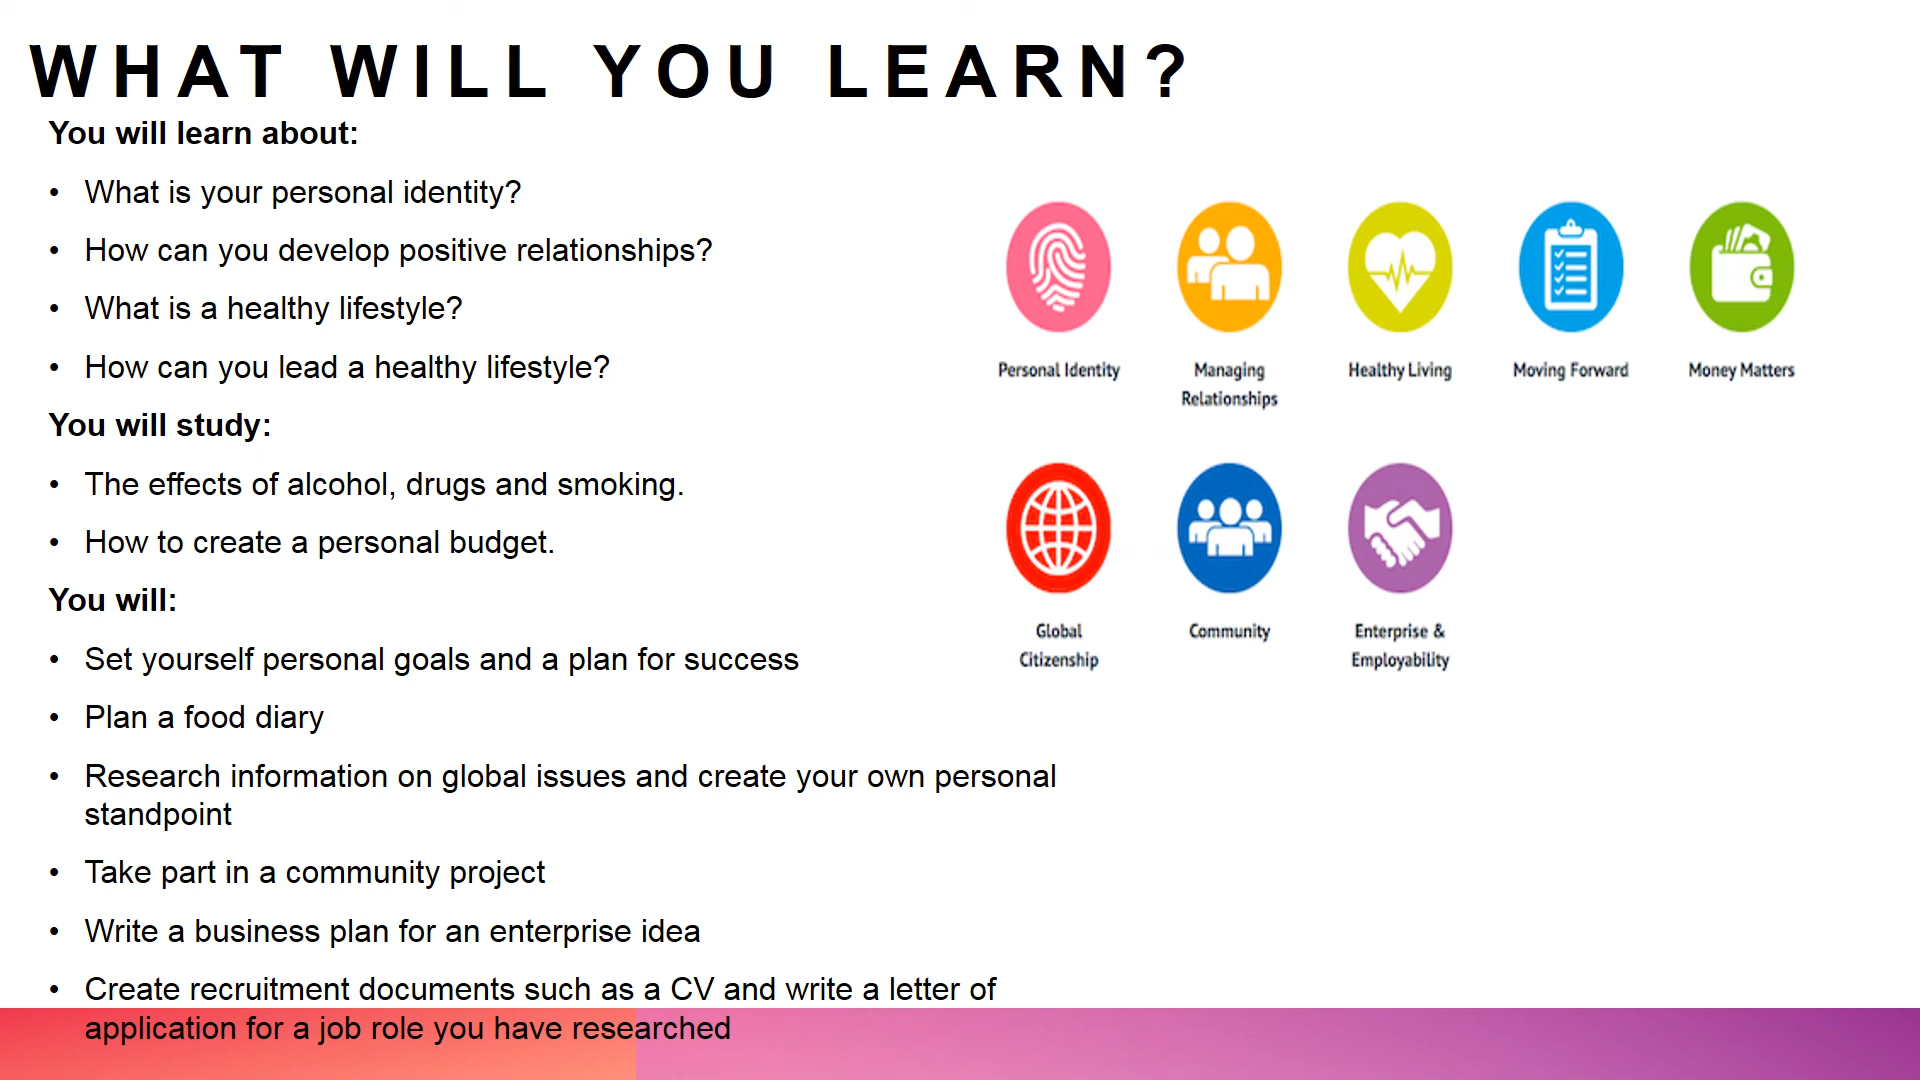 WHAT WILL YOU LEARN?
You will learn about:
• What is your personal identity?
• How can you develop positive relationships?
• What is a healthy lifestyle?
• How can you lead a healthy lifestyle?
You will study:
• The effects of alcohol, drugs and smoking.
• How to create a personal budget.
You will:
• Set yourself personal goals and a plan for success
• Plan a food diary
• Research information on global issues and create your own personal
standpoint
• Take part in a community project
• Write a business plan for an enterprise idea
• Create recruitment documents such as a CV and write a letter of
application for a job role you have researched
Personal Identity
Managing
Relationships
Healthy Living
Moving Forward
Money Matters
Global
Citizenship
Community
Enterprise &
Employability